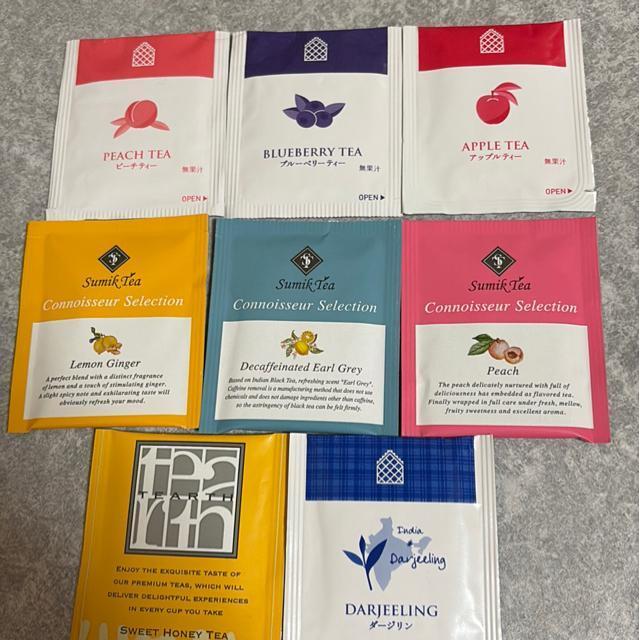 PEACH TEA
ピーチティー
無果汁
OPEN▶
BLUEBERRY TEA
ブルーベリーティー
無果汁
OPEN▶
APPLE TEA
アップルティー
無果汁
OPEN▶
Sumik Tea
Connoisseur Selection
Lemon Ginger
A perfect blend with a distinct fragrance
of lemon and a touch of stimulating ginger.
A slight spicy note and exhilarating taste will
obviously refresh your mood.
Sumik Tea
Connoisseur Selection
Decaffeinated Earl Grey
Based on Indian Black Tea, refreshing scent "Earl Grey".
Caffeine removal is a manufacturing method that does not use
chemicals and does not damage ingredients other than caffeine,
so the astringency of black tea can be felt firmly.
Sumik Tea
Connoisseur Selection
Peach
The peach delicately nurtured with full of
deliciousness has embedded as flavored tea.
Finally wrapped in full care under fresh, mellow,
fruity sweetness and excellent aroma.
tea
TEARTH
rth
ENJOY THE EXQUISITE TASTE OF
OUR PREMIUM TEAS, WHICH WILL
DELIVER DELIGHTFUL EXPERIENCES
IN EVERY CUP YOU TAKE
SWEET HONEY TEA
India
Darjeeling
DARJEELING
ダージリン